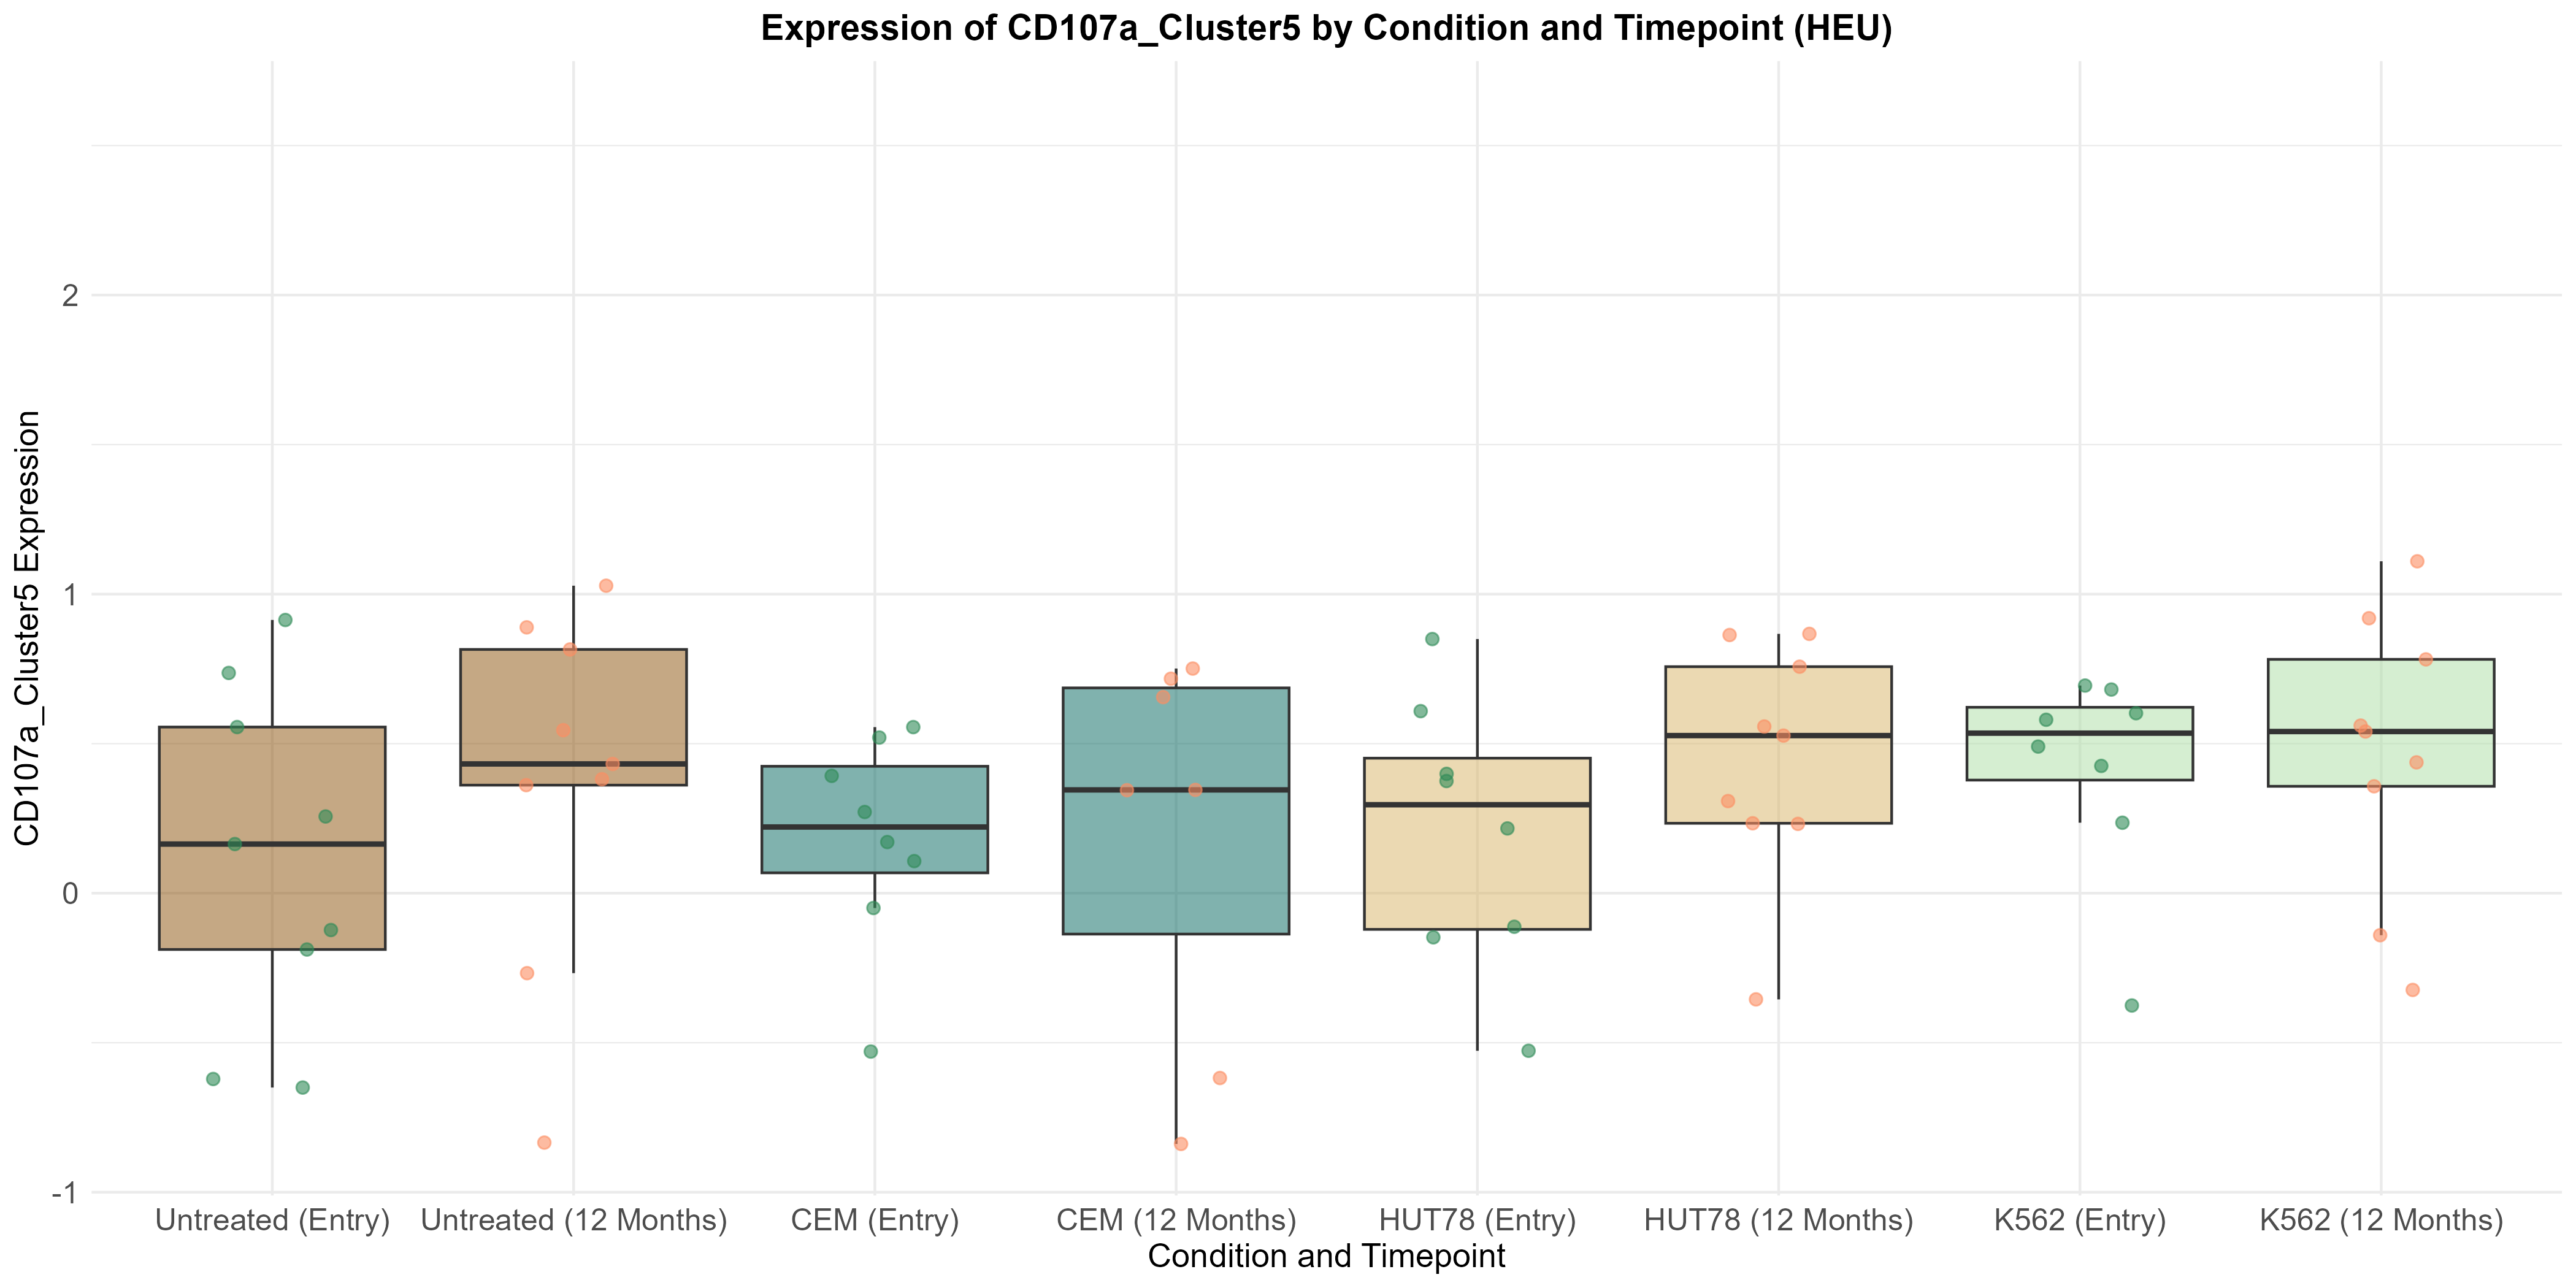 Expression of CD107a_Cluster5 by Condition and Timepoint (HEU)
CD107a_Cluster5 Expression
2
1
0
-1
Untreated (Entry)
Untreated (12 Months)
CEM (Entry)
CEM (12 Months)
HUT78 (Entry)
HUT78 (12 Months)
K562 (Entry)
K562 (12 Months)
Condition and Timepoint